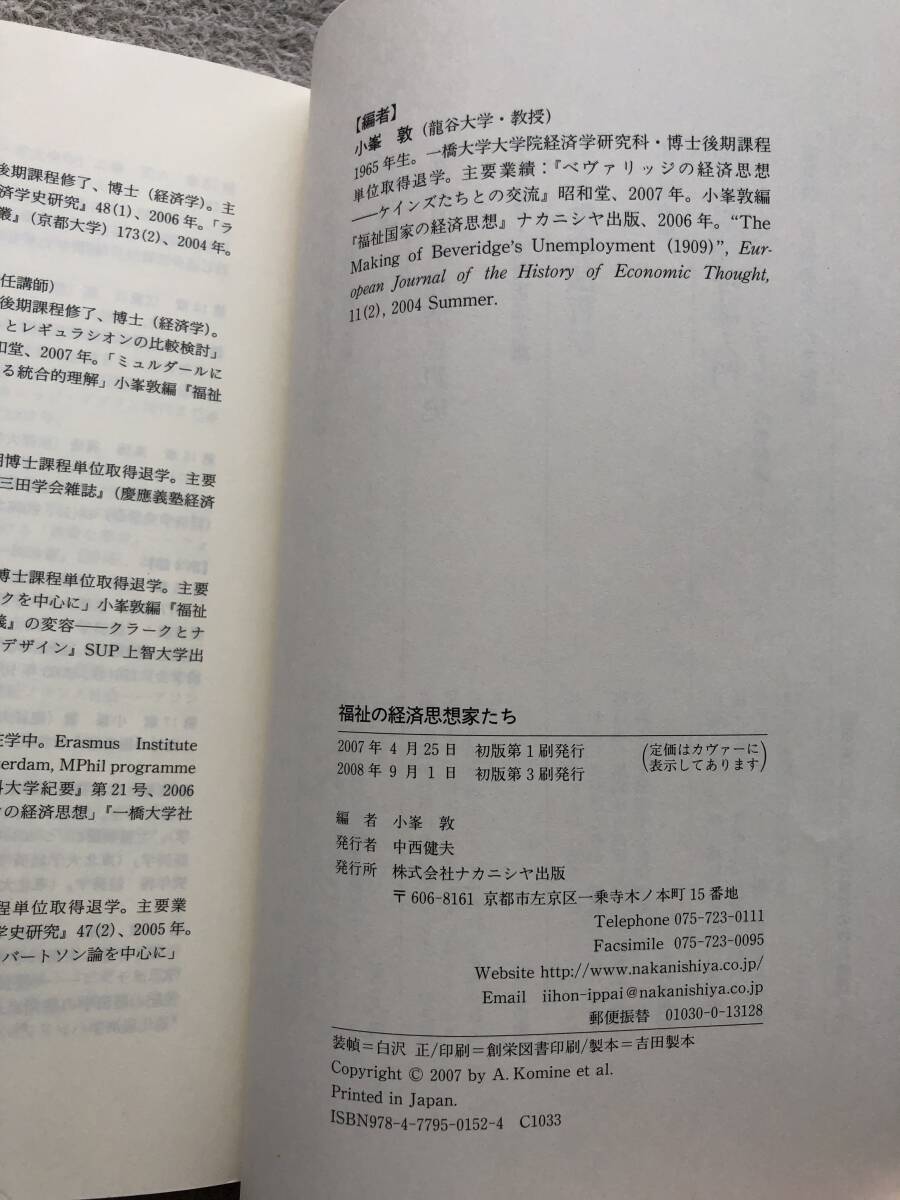 後期課程修了、博士（経済学）。主
済学史研究』48(1)、2006年。「ラ
叢』（京都大学）173(2)、2004年。
任講師）
後期課程修了、博士（経済学）。
とレギュラシオンの比較検討」
和堂、2007年。「ミュルダールに
る統合的理解」小峯敦編『福祉
期博士課程単位取得退学。主要
三田学会雑誌』（慶應義塾経済
博士課程単位取得退学。主要
クを中心に」小峯敦編『福祉
義』の変容――クラークとナ
デザイン』SUP上智大学出
在学中。Erasmus Institute
terdam, MPhil programme
科大学紀要』第21号、2006
の経済思想」『一橋大学社
程単位取得退学。主要業
学史研究』47(2)、2005年。
バートソン論を中心に」
【編者】
小峯 敦（龍谷大学・教授）
1965年生。一橋大学大学院経済学研究科・博士後期課程
単位取得退学。主要業績：『ベヴァリッジの経済思想
――ケインズたちとの交流』昭和堂、2007年。小峯敦編
『福祉国家の経済思想』ナカニシヤ出版、2006年。“The
Making of Beveridge's Unemployment (1909)”, Eur-
opean Journal of the History of Economic Thought,
11(2), 2004 Summer.
福祉の経済思想家たち
2007年 4月25日 初版第1刷発行
2008年 9月 1日 初版第3刷発行
（定価はカヴァーに
表示してあります）
編 者 小峯 敦
発行者 中西健夫
発行所 株式会社ナカニシヤ出版
〒606-8161 京都市左京区一乗寺木ノ本町15番地
Telephone 075-723-0111
Facsimile 075-723-0095
Website http://www.nakanishiya.co.jp/
Email iihon-ippai@nakanishiya.co.jp
郵便振替 01030-0-13128
装幀＝白沢 正/印刷＝創栄図書印刷/製本＝吉田製本
Copyright © 2007 by A. Komine et al.
Printed in Japan.
ISBN978-4-7795-0152-4 C1033